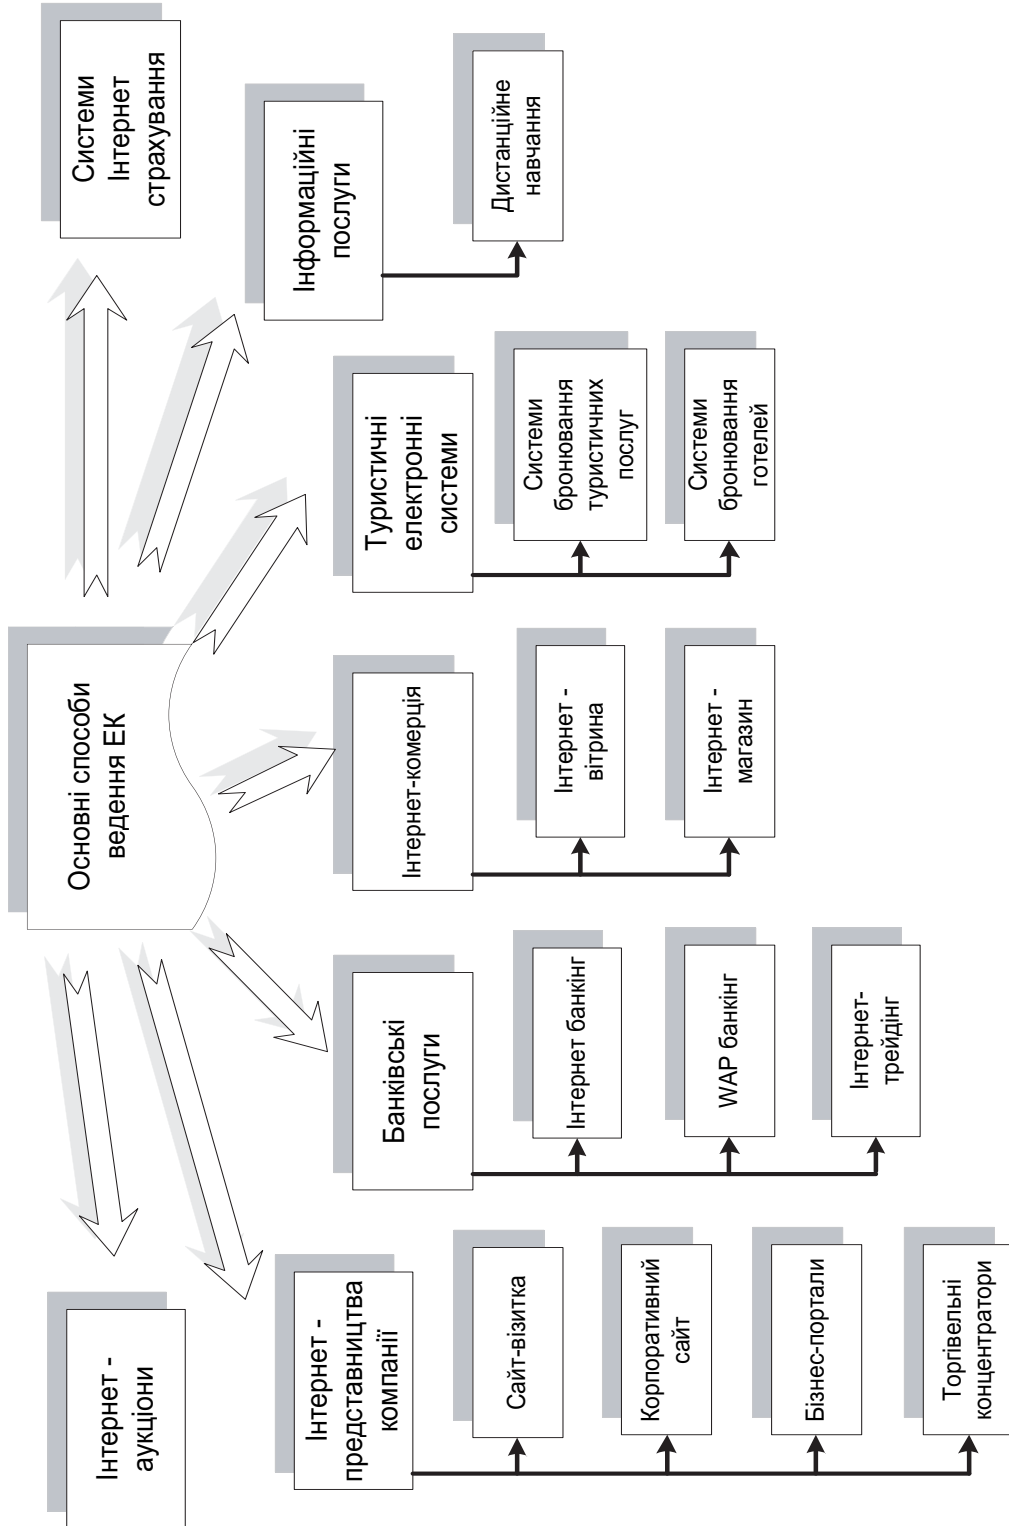 Основні способи
ведення ЕК
Інтернет -
аукціони
Інтернет -
представництва
компанії
Сайт-візитка
Корпоративний
сайт
Бізнес-портали
Торгівельні
концентратори
Банківські
послуги
Інтернет банкінг
WAP банкінг
Інтернет-
трейдінг
Інтернет-комерція
Інтернет -
вітрина
Інтернет -
магазин
Туристичні
електронні
системи
Системи
бронювання
туристичних
послуг
Системи
бронювання
готелей
Інформаційні
послуги
Дистанційне
навчання
Системи
Інтернет
страхування